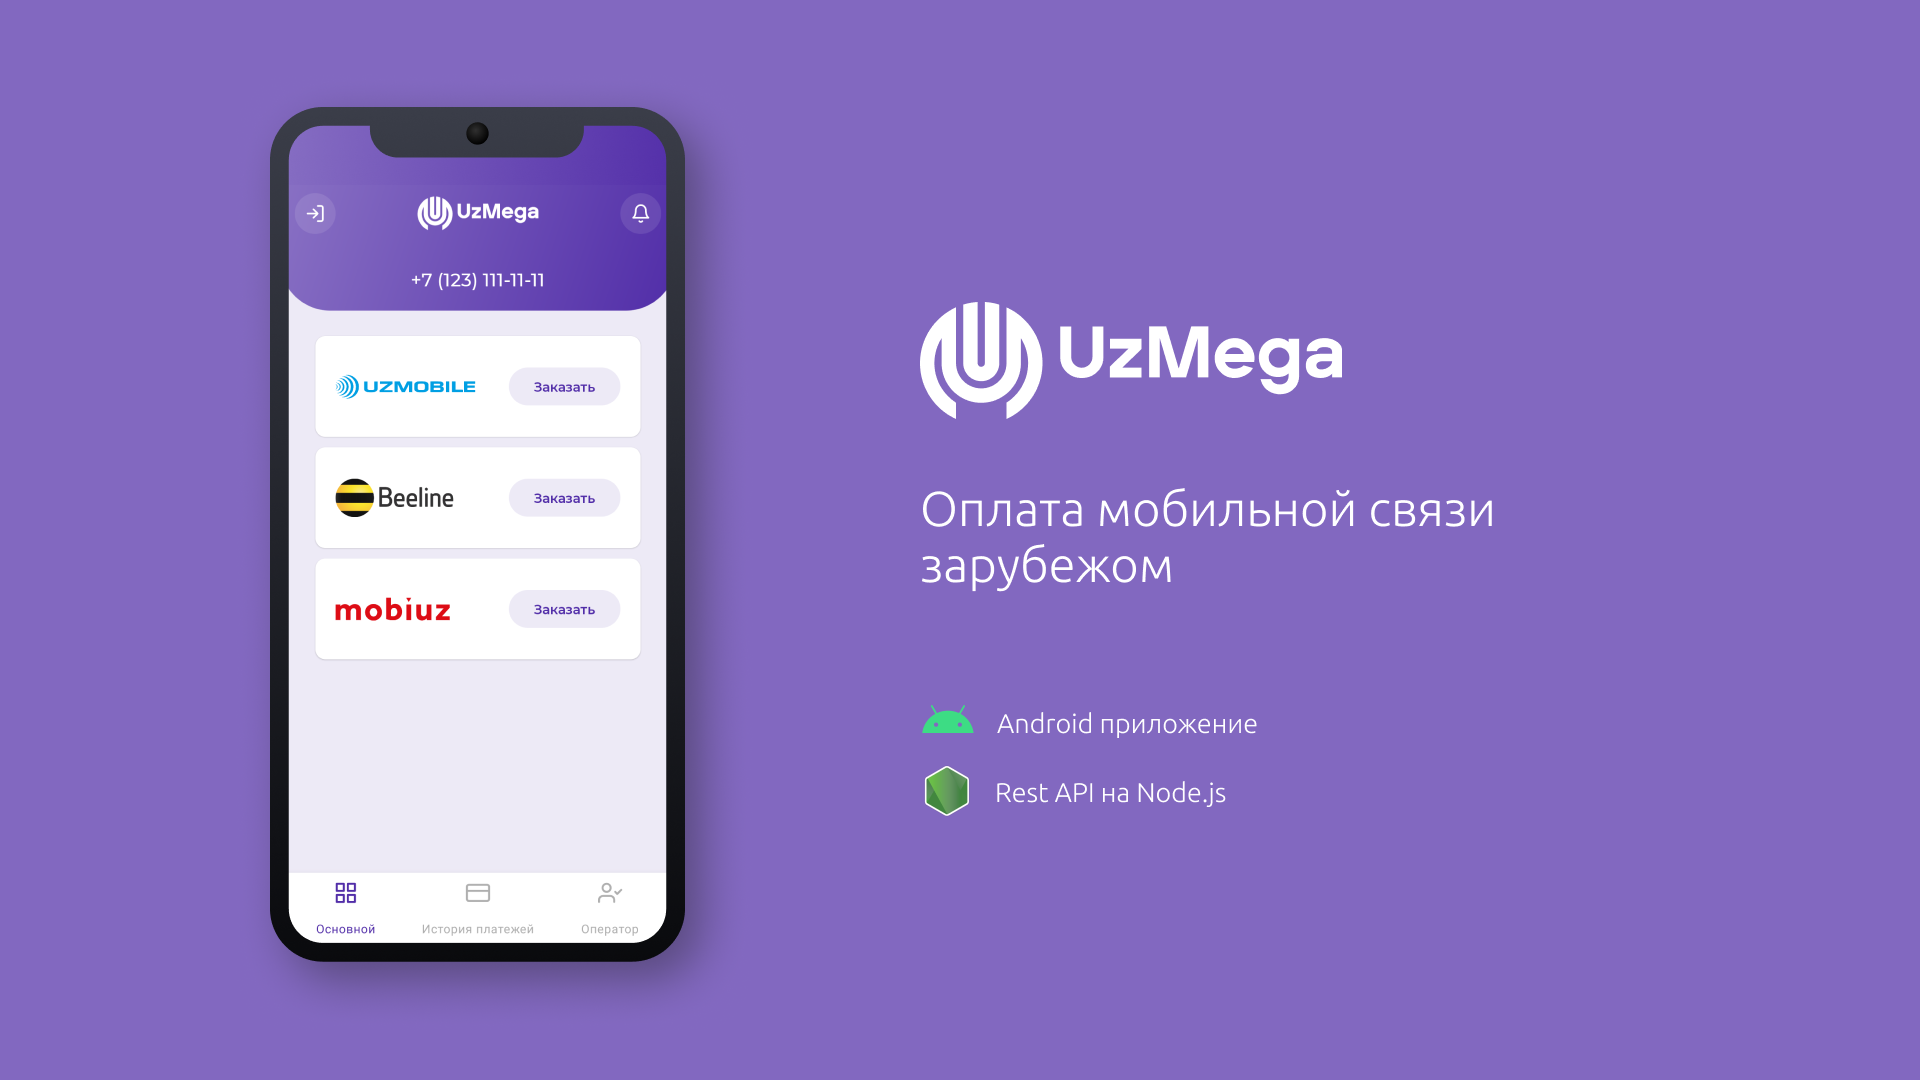 UzMega
+7 (123) 111-11-11
UZMOBILE
Заказать
Beeline
Заказать
mobiuz
Заказать
Основной
История платежей
Оператор
UzMega
Оплата мобильной связи
зарубежом
Android приложение
Rest API на Node.js